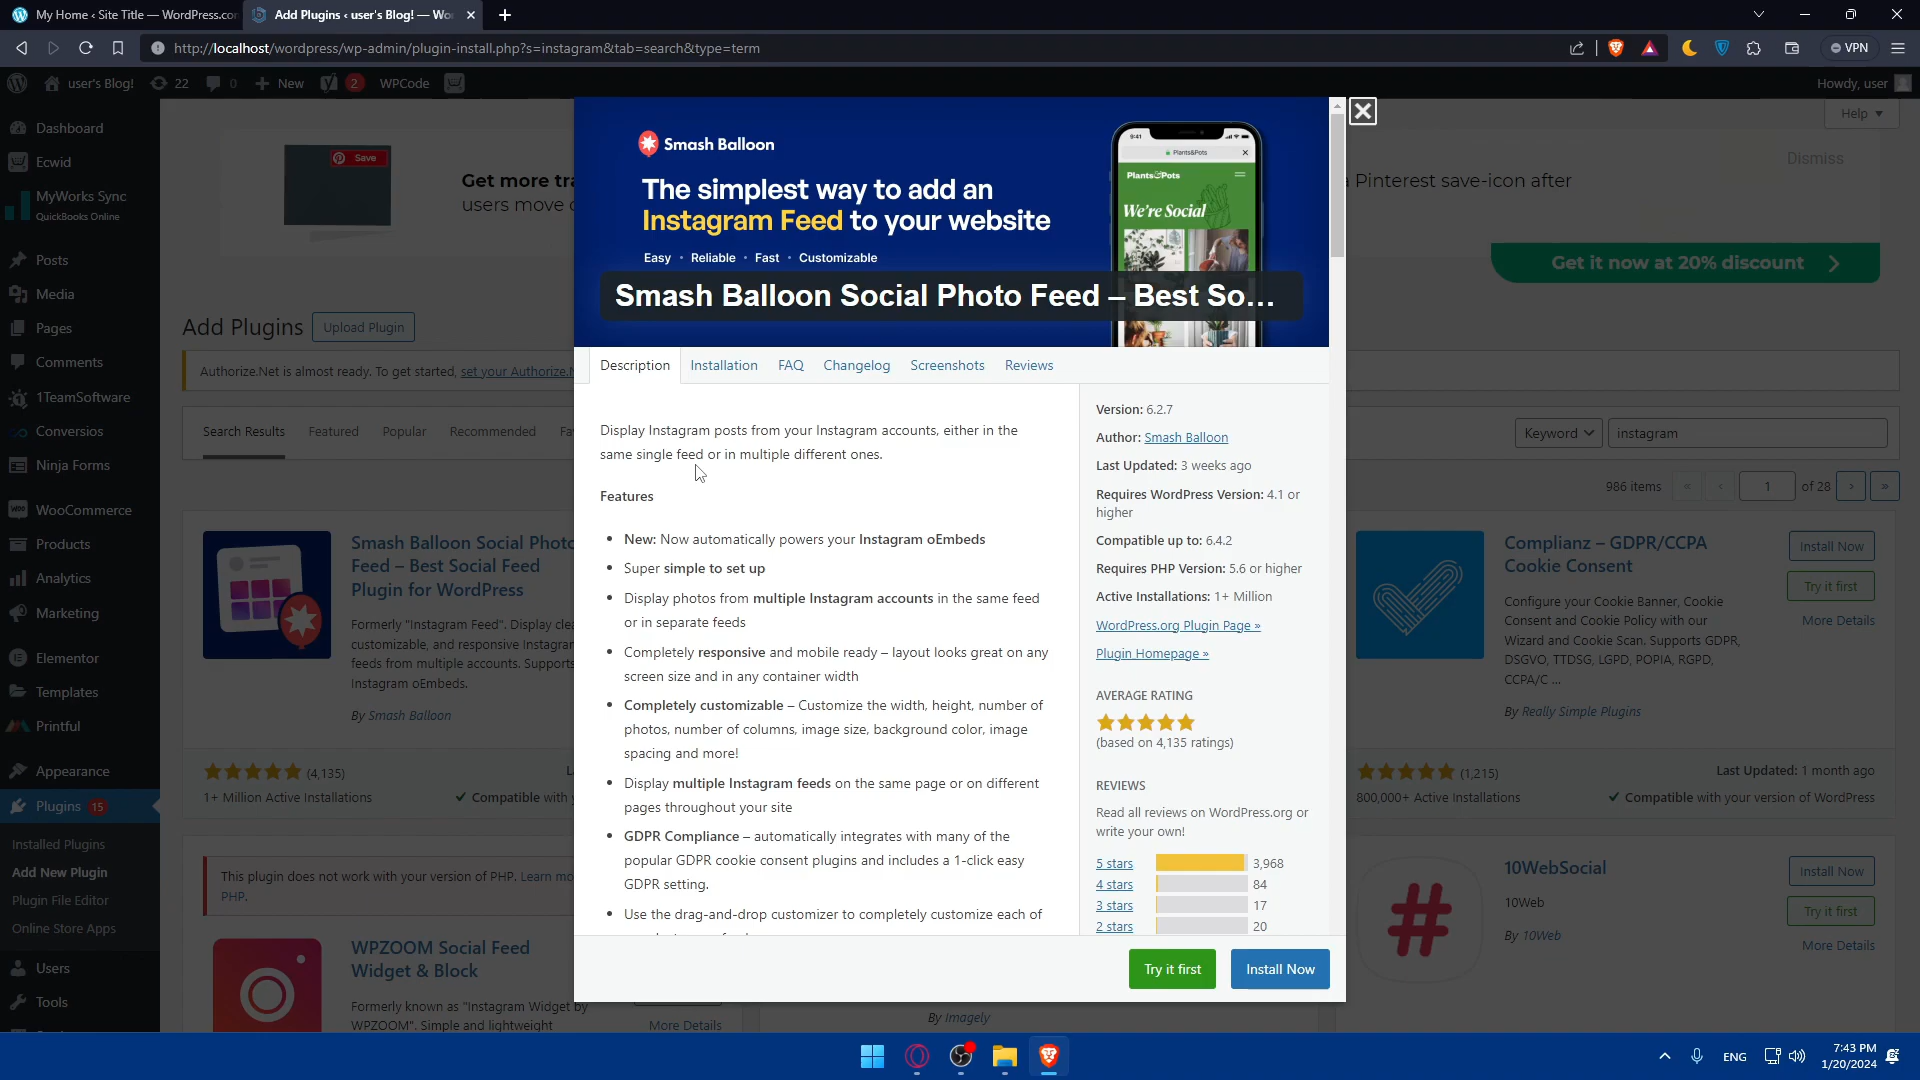 My Home ‹ Site Title — WordPress.com
Add Plugins ‹ user's Blog! — Wo
http://localhost/wordpress/wp-admin/plugin-install.php?s=instagram&tab=search&type=term
VPN
user's Blog!
22
0
New
2
WPCode
Howdy, user
Dashboard
Ecwid
MyWorks Sync
QuickBooks Online
Posts
Media
Pages
Comments
1TeamSoftware
Conversios
Ninja Forms
WooCommerce
Products
Analytics
Marketing
Elementor
Templates
Printful
Appearance
Plugins 15
Installed Plugins
Add New Plugin
Plugin File Editor
Online Store Apps
Users
Tools
Help
Dismiss
Save
Get more tra
users move o
a Pinterest save-icon after
Get it now at 20% discount
Add Plugins
Upload Plugin
Authorize.Net is almost ready. To get started, set your Authorize.N
Search Results
Featured
Popular
Recommended
Fa
Keyword
instagram
986 items
«
‹
1
of 28
›
»
Smash Balloon Social Photo
Feed – Best Social Feed
Plugin for WordPress
Formerly "Instagram Feed". Display clea
customizable, and responsive Instagram
feeds from multiple accounts. Supports
Instagram oEmbeds.
By Smash Balloon
(4,135)
1+ Million Active Installations
Compatible with y
This plugin does not work with your version of PHP. Learn mo
PHP.
WPZOOM Social Feed
Widget & Block
Formerly known as "Instagram Widget by
WPZOOM". Simple and lightweight
More Details
By Imagely
Smash Balloon
The simplest way to add an
Instagram Feed to your website
Easy · Reliable · Fast · Customizable
9:41
Plants&Pots
Plants&Pots
We're Social
Smash Balloon Social Photo Feed – Best So...
Description
Installation
FAQ
Changelog
Screenshots
Reviews
Display Instagram posts from your Instagram accounts, either in the
same single feed or in multiple different ones.
Features
New: Now automatically powers your Instagram oEmbeds
Super simple to set up
Display photos from multiple Instagram accounts in the same feed
or in separate feeds
Completely responsive and mobile ready – layout looks great on any
screen size and in any container width
Completely customizable – Customize the width, height, number of
photos, number of columns, image size, background color, image
spacing and more!
Display multiple Instagram feeds on the same page or on different
pages throughout your site
GDPR Compliance – automatically integrates with many of the
popular GDPR cookie consent plugins and includes a 1-click easy
GDPR setting.
Use the drag-and-drop customizer to completely customize each of
Version: 6.2.7
Author: Smash Balloon
Last Updated: 3 weeks ago
Requires WordPress Version: 4.1 or
higher
Compatible up to: 6.4.2
Requires PHP Version: 5.6 or higher
Active Installations: 1+ Million
WordPress.org Plugin Page »
Plugin Homepage »
AVERAGE RATING
(based on 4,135 ratings)
REVIEWS
Read all reviews on WordPress.org or
write your own!
5 stars 3,968
4 stars 84
3 stars 17
2 stars 20
Try it first
Install Now
Complianz – GDPR/CCPA
Cookie Consent
Configure your Cookie Banner, Cookie
Consent and Cookie Policy with our
Wizard and Cookie Scan. Supports GDPR,
DSGVO, TTDSG, LGPD, POPIA, RGPD,
CCPA/C ...
By Really Simple Plugins
Install Now
Try it first
More Details
(1,215)
800,000+ Active Installations
Last Updated: 1 month ago
Compatible with your version of WordPress
10WebSocial
10Web
By 10Web
Install Now
Try it first
More Details
ENG
7:43 PM
1/20/2024